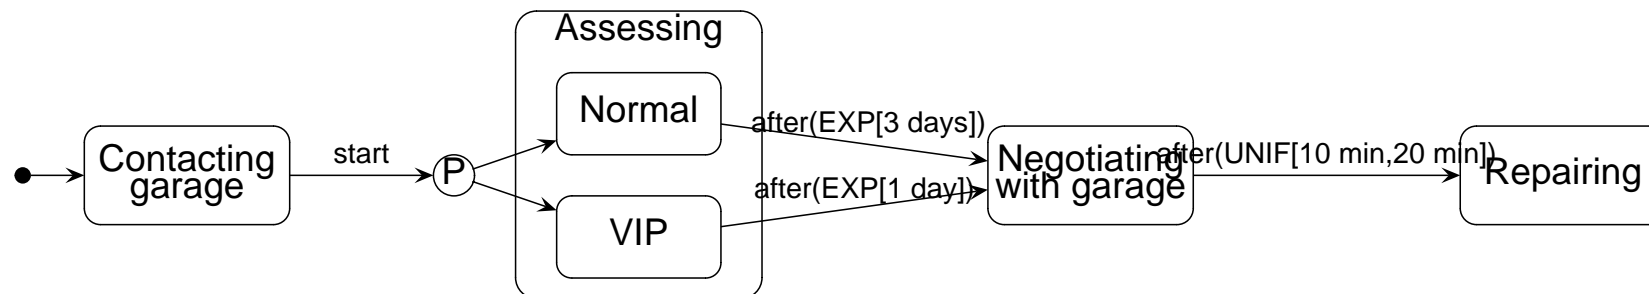 Assessing
Normal
after(EXP[3 days])
Contacting
garage
start
P
Negotiating
with garage
after(UNIF[10 min,20 min])
Repairing
after(EXP[1 day])
VIP